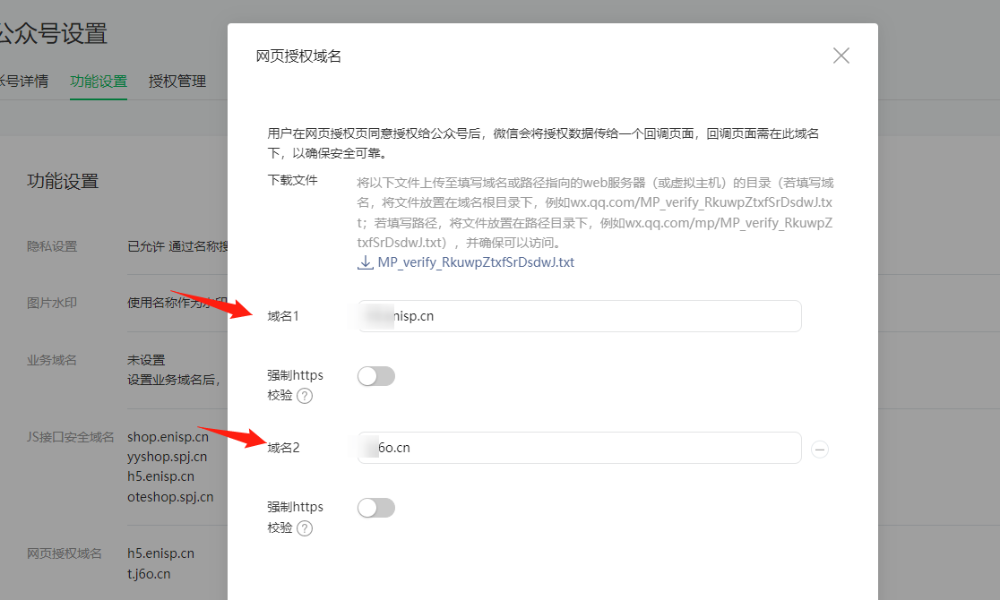 公众号设置
帐号详情 功能设置 授权管理
功能设置
隐私设置 已允许 通过名称搜
图片水印 使用名称作为水印
业务域名 未设置
设置业务域名后，
JS接口安全域名 shop.enisp.cn
yyshop.spj.cn
h5.enisp.cn
oteshop.spj.cn
网页授权域名 h5.enisp.cn
t.j6o.cn
网页授权域名
用户在网页授权页同意授权给公众号后，微信会将授权数据传给一个回调页面，回调页面需在此域名
下，以确保安全可靠。
下载文件
将以下文件上传至填写域名或路径指向的web服务器（或虚拟主机）的目录（若填写域
名，将文件放置在域名根目录下，例如wx.qq.com/MP_verify_RkuwpZtxfSrDsdwJ.tx
t；若填写路径，将文件放置在路径目录下，例如wx.qq.com/mp/MP_verify_RkuwpZ
txfSrDsdwJ.txt），并确保可以访问。
MP_verify_RkuwpZtxfSrDsdwJ.txt
域名1 nisp.cn
强制https
校验 ?
域名2 6o.cn
强制https
校验 ?